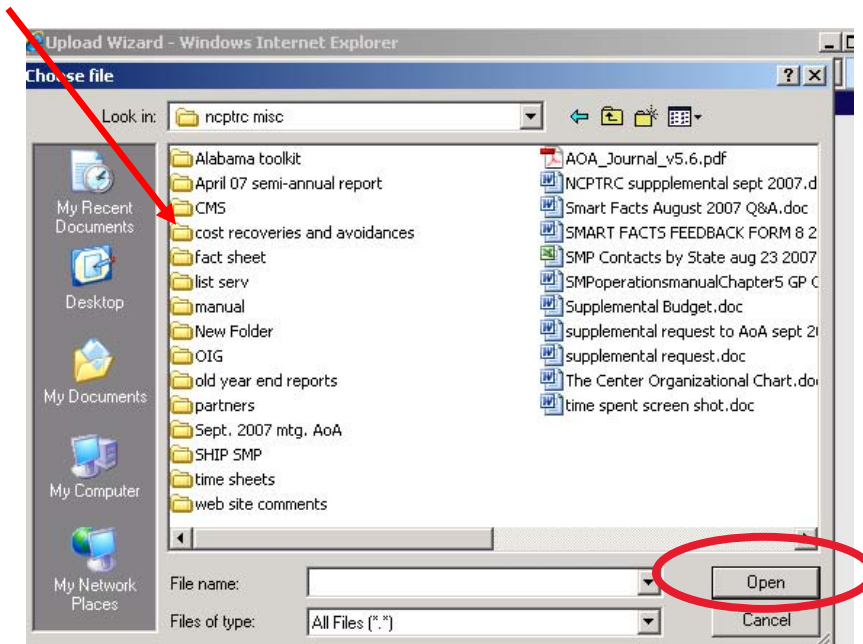 Upload Wizard - Windows Internet Explorer
Choose file
Look in: ncptrc misc
My Recent Documents
Desktop
My Documents
My Computer
My Network Places
Alabama toolkit
April 07 semi-annual report
CMS
cost recoveries and avoidances
fact sheet
list serv
manual
New Folder
OIG
old year end reports
partners
Sept. 2007 mtg. AoA
SHIP SMP
time sheets
web site comments
AOA_Journal_v5.6.pdf
NCPTRC suppplemental sept 2007.d
Smart Facts August 2007 Q&A.doc
SMART FACTS FEEDBACK FORM 8 2
SMP Contacts by State aug 23 2007
SMPoperationsmanualChapter5 GP
Supplemental Budget.doc
supplemental request to AoA sept
supplemental request.doc
The Center Organizational Chart.do
time spent screen shot.doc
File name:
Open
Files of type: All Files (*.*)
Cancel